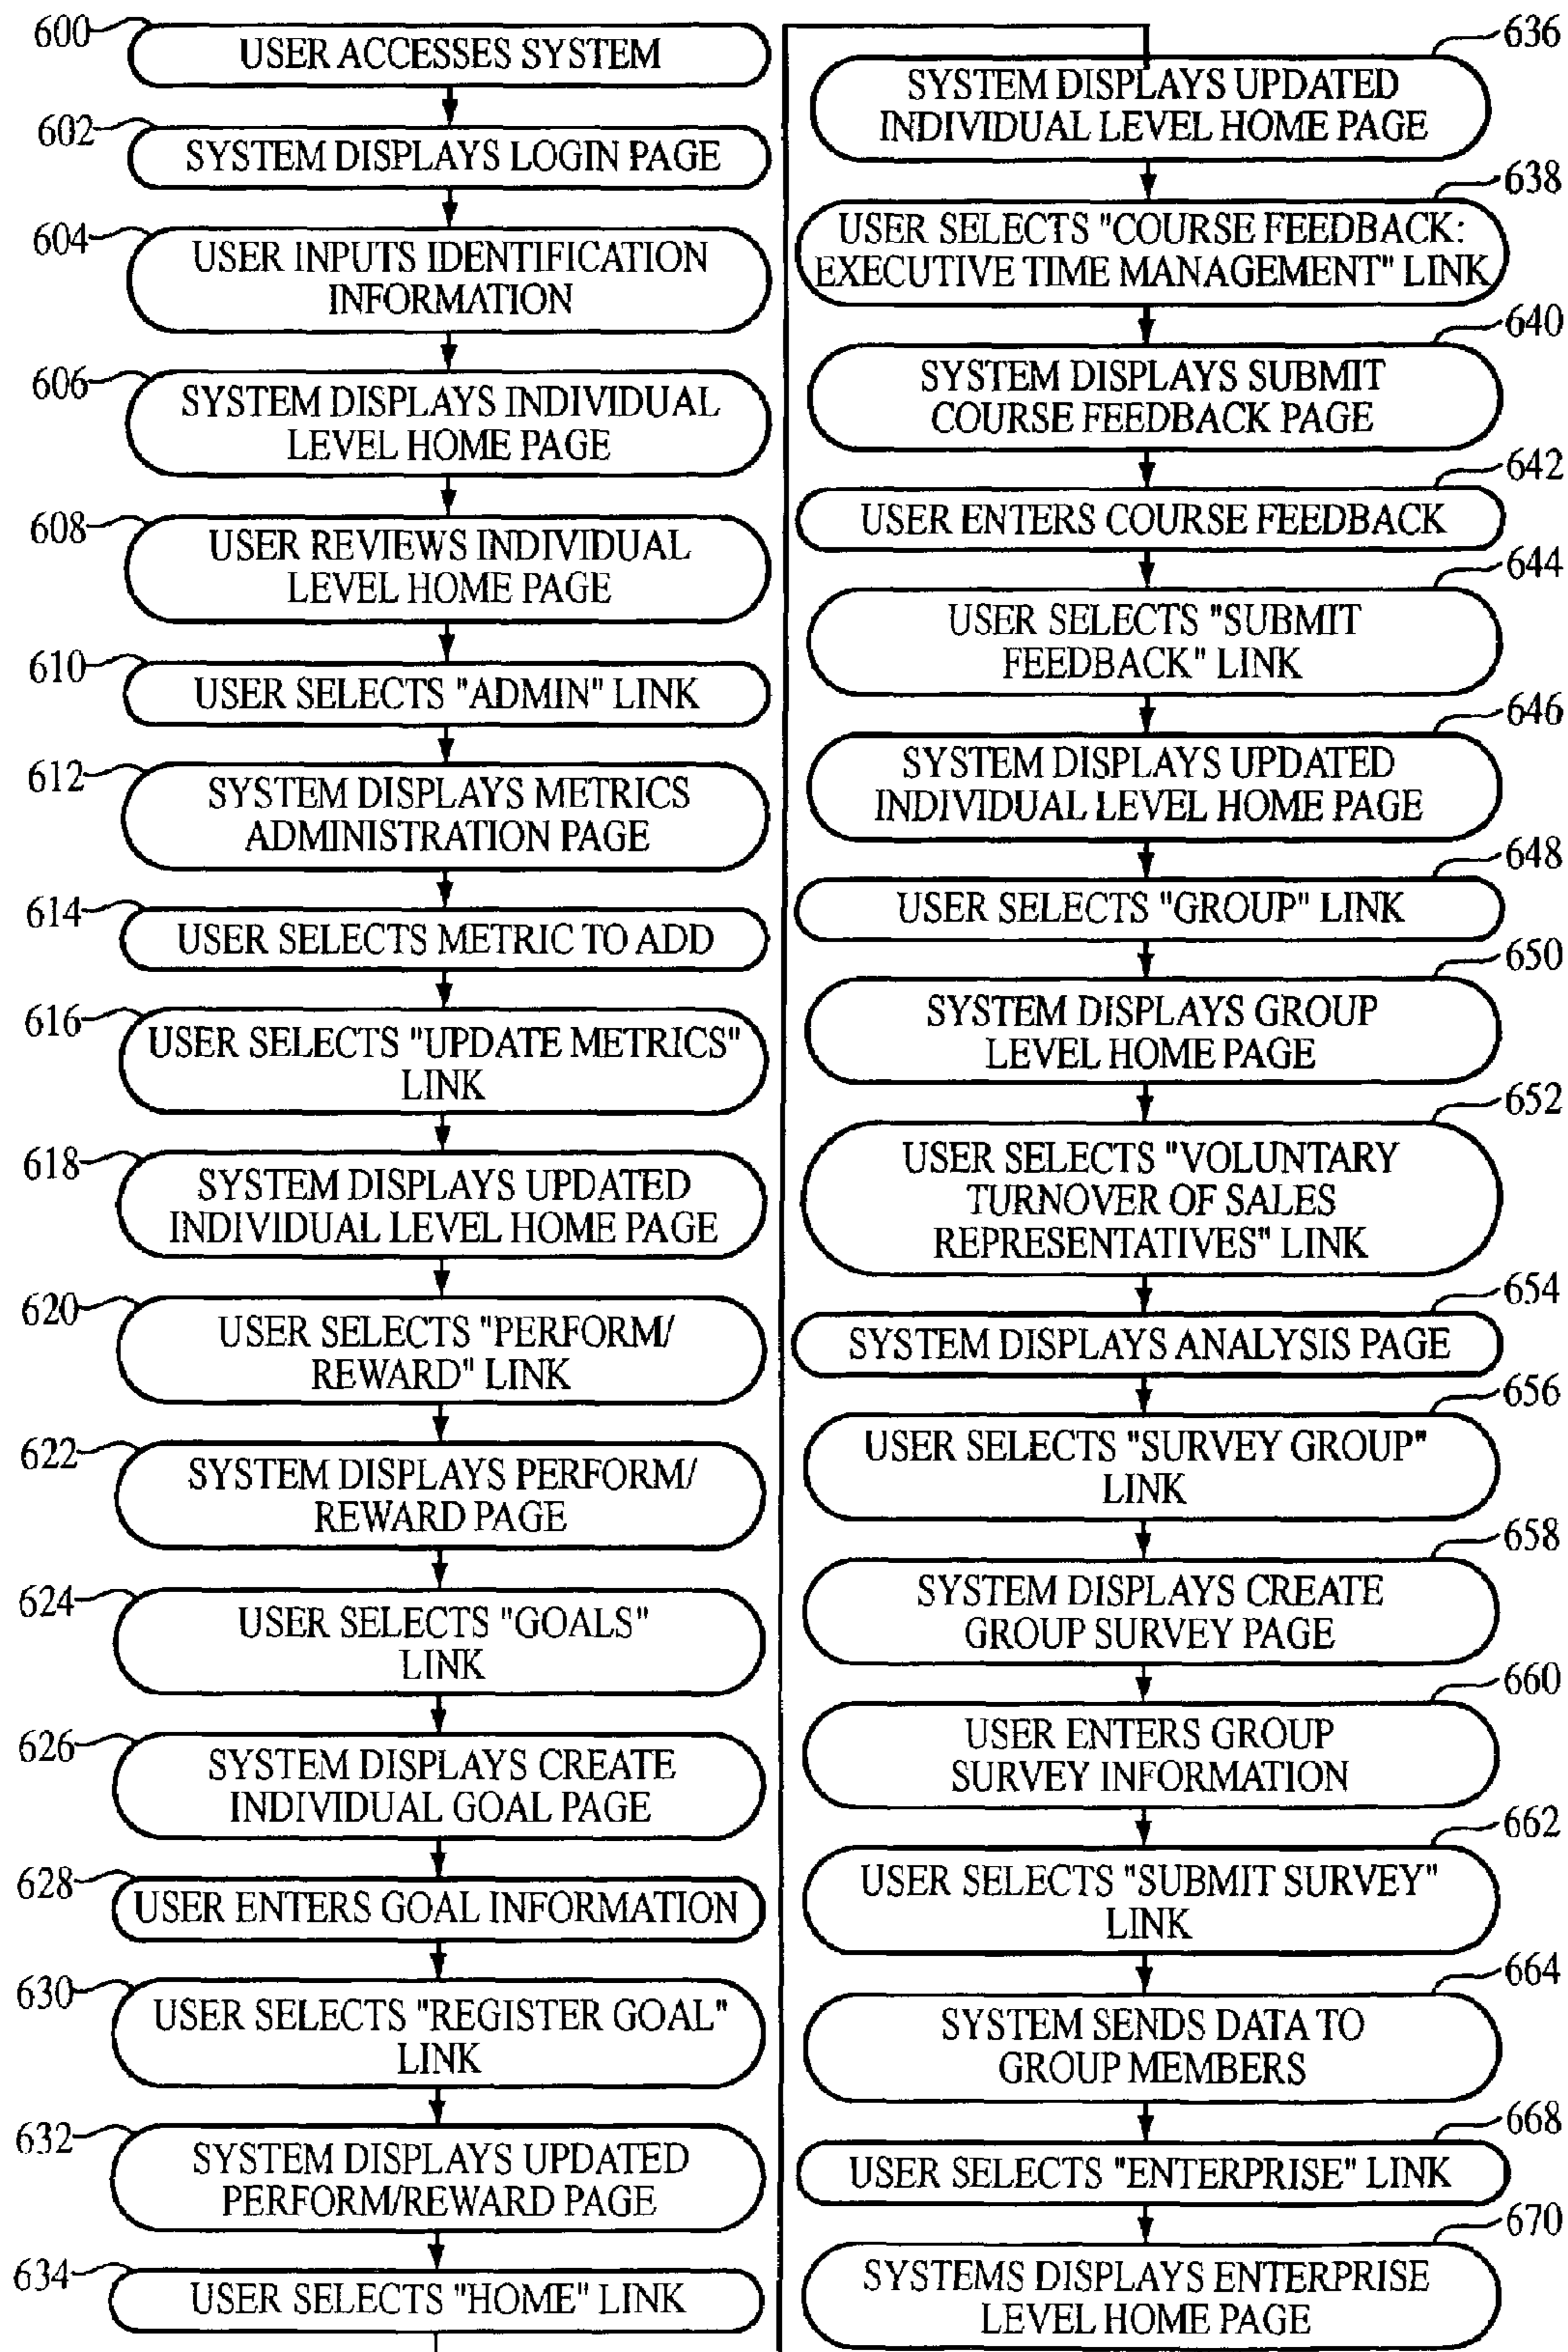 600
USER ACCESSES SYSTEM
602
SYSTEM DISPLAYS LOGIN PAGE
604
USER INPUTS IDENTIFICATION
INFORMATION
606
SYSTEM DISPLAYS INDIVIDUAL
LEVEL HOME PAGE
608
USER REVIEWS INDIVIDUAL
LEVEL HOME PAGE
610
USER SELECTS "ADMIN" LINK
612
SYSTEM DISPLAYS METRICS
ADMINISTRATION PAGE
614
USER SELECTS METRIC TO ADD
616
USER SELECTS "UPDATE METRICS"
LINK
618
SYSTEM DISPLAYS UPDATED
INDIVIDUAL LEVEL HOME PAGE
620
USER SELECTS "PERFORM/
REWARD" LINK
622
SYSTEM DISPLAYS PERFORM/
REWARD PAGE
624
USER SELECTS "GOALS"
LINK
626
SYSTEM DISPLAYS CREATE
INDIVIDUAL GOAL PAGE
628
USER ENTERS GOAL INFORMATION
630
USER SELECTS "REGISTER GOAL"
LINK
632
SYSTEM DISPLAYS UPDATED
PERFORM/REWARD PAGE
634
USER SELECTS "HOME" LINK
636
SYSTEM DISPLAYS UPDATED
INDIVIDUAL LEVEL HOME PAGE
638
USER SELECTS "COURSE FEEDBACK:
EXECUTIVE TIME MANAGEMENT" LINK
640
SYSTEM DISPLAYS SUBMIT
COURSE FEEDBACK PAGE
642
USER ENTERS COURSE FEEDBACK
644
USER SELECTS "SUBMIT
FEEDBACK" LINK
646
SYSTEM DISPLAYS UPDATED
INDIVIDUAL LEVEL HOME PAGE
648
USER SELECTS "GROUP" LINK
650
SYSTEM DISPLAYS GROUP
LEVEL HOME PAGE
652
USER SELECTS "VOLUNTARY
TURNOVER OF SALES
REPRESENTATIVES" LINK
654
SYSTEM DISPLAYS ANALYSIS PAGE
656
USER SELECTS "SURVEY GROUP"
LINK
658
SYSTEM DISPLAYS CREATE
GROUP SURVEY PAGE
660
USER ENTERS GROUP
SURVEY INFORMATION
662
USER SELECTS "SUBMIT SURVEY"
LINK
664
SYSTEM SENDS DATA TO
GROUP MEMBERS
668
USER SELECTS "ENTERPRISE" LINK
670
SYSTEMS DISPLAYS ENTERPRISE
LEVEL HOME PAGE